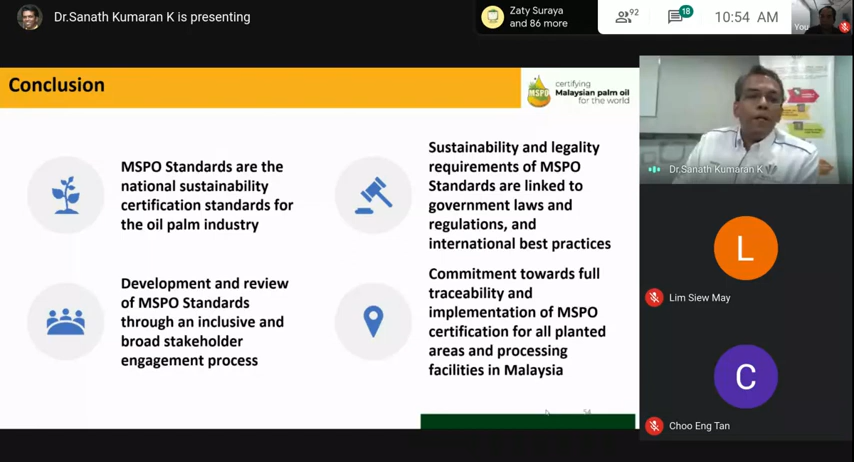 Dr.Sanath Kumaran K is presenting
Zaty Suraya
and 86 more
92
18
10:54 AM
You
Conclusion
MSPO
certifying
Malaysian palm oil
for the world
MSPO Standards are the
national sustainability
certification standards for
the oil palm industry
Sustainability and legality
requirements of MSPO
Standards are linked to
government laws and
regulations, and
international best practices
Development and review
of MSPO Standards
through an inclusive and
broad stakeholder
engagement process
Commitment towards full
traceability and
implementation of MSPO
certification for all planted
areas and processing
facilities in Malaysia
54
Dr.Sanath Kumaran K
L
Lim Siew May
C
Choo Eng Tan